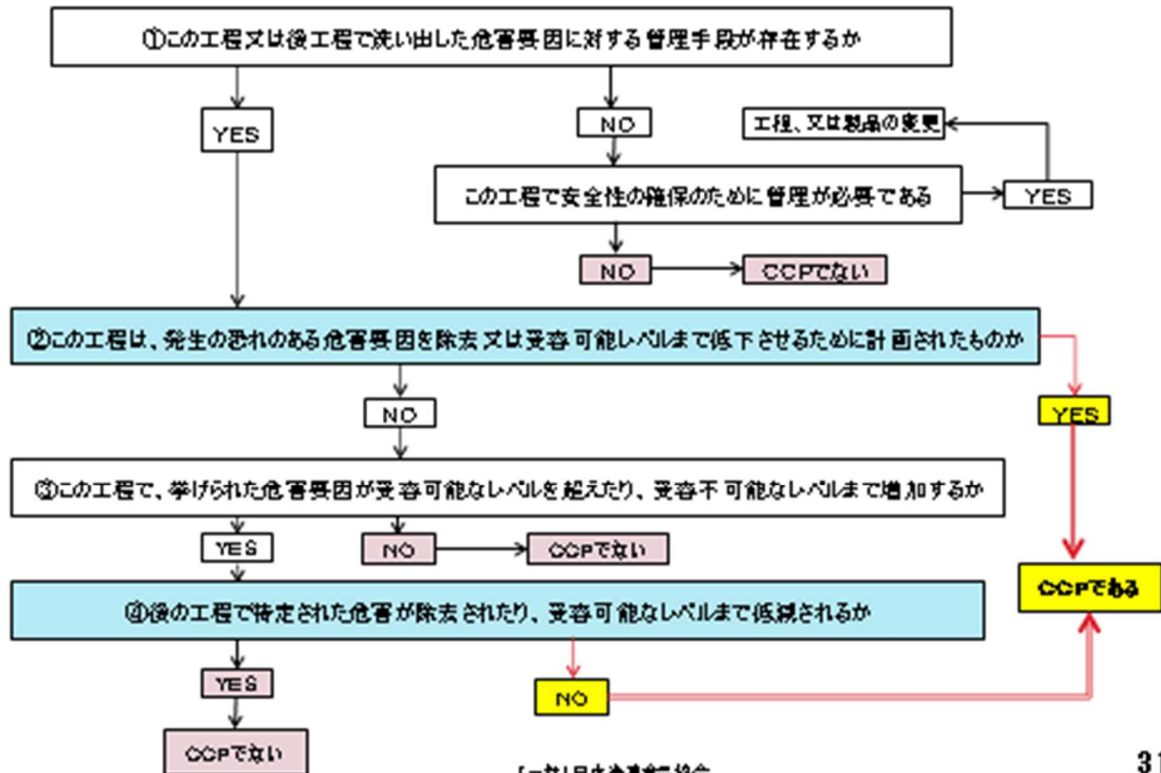 ①この工程又は後工程で洗い出した危害要因に対する管理手段が存在するか
YES
NO
工程、又は製品の変更
この工程で安全性の確保のために管理が必要である
YES
NO
CCPでない
②この工程は、発生の恐れのある危害要因を除去又は受容可能レベルまで低下させるために計画されたものか
NO
YES
③この工程で、挙げられた危害要因が受容可能なレベルを超えたり、受容不可能なレベルまで増加するか
YES
NO
CCPでない
CCPである
④後の工程で特定された危害が除去されたり、受容可能なレベルまで低減されるか
YES
NO
CCPでない
31